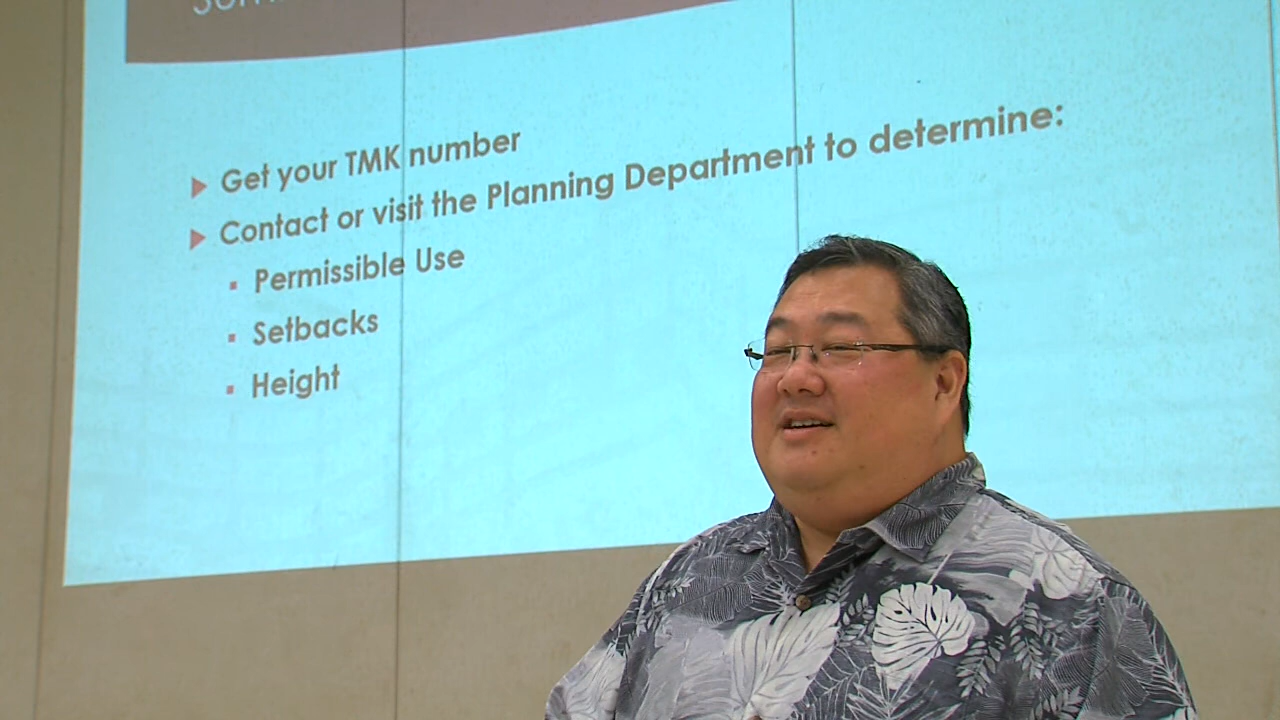 Get your TMK number
Contact or visit the Planning Department to determine:
Permissible Use
Setbacks
Height